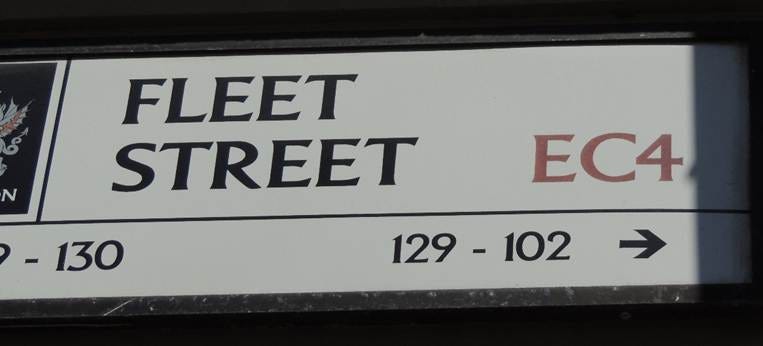 FLEET
STREET EC4
- 130 129 - 102 →